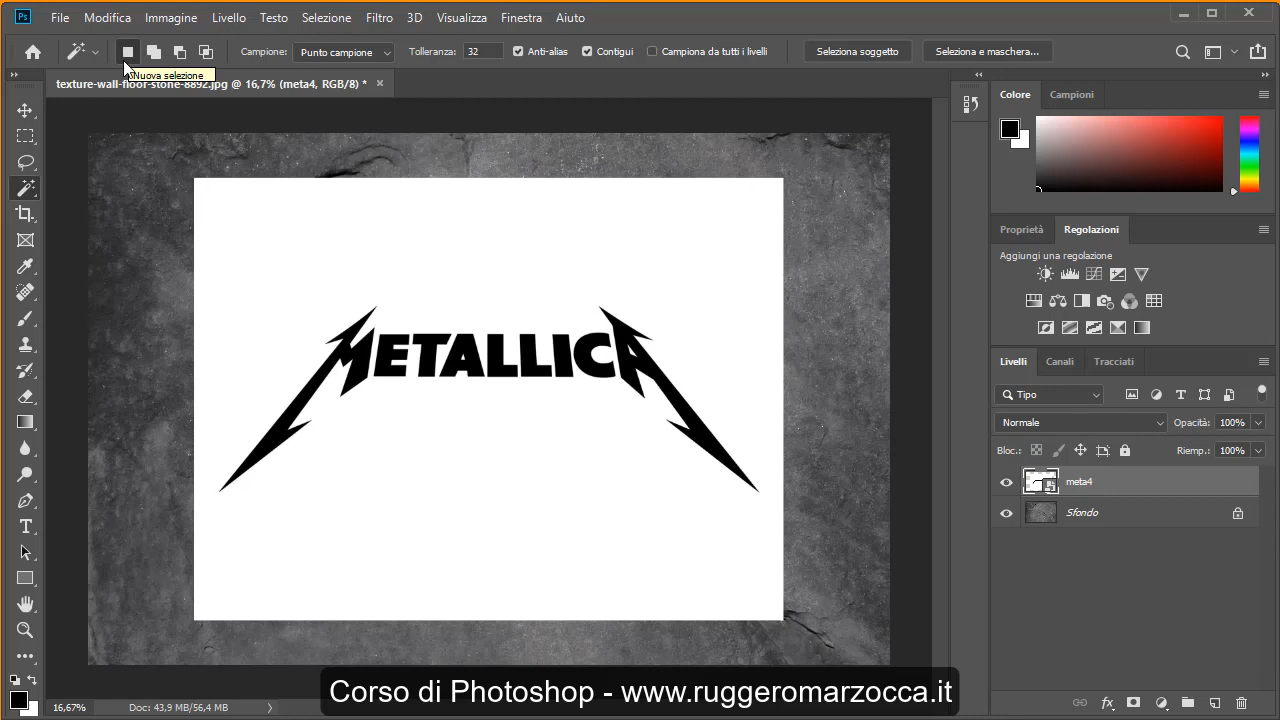 Ps File Modifica Immagine Livello Testo Selezione Filtro 3D Visualizza Finestra Aiuto
Campione: Punto campione Tolleranza: 32 Anti-alias Contigui Campiona da tutti i livelli Seleziona soggetto Seleziona e maschera...
Nuova selezione
texture-wall-floor-stone-8892.jpg @ 16,7% (meta4, RGB/8) *
Colore Campioni
Proprietà Regolazioni
Aggiungi una regolazione
METALLICA
Livelli Canali Tracciati
Tipo
Normale Opacità: 100%
Bloc.: Riemp.: 100%
meta4
Sfondo
Corso di Photoshop - www.ruggeromarzocca.it
16,67% Doc: 43,9 MB/56,4 MB